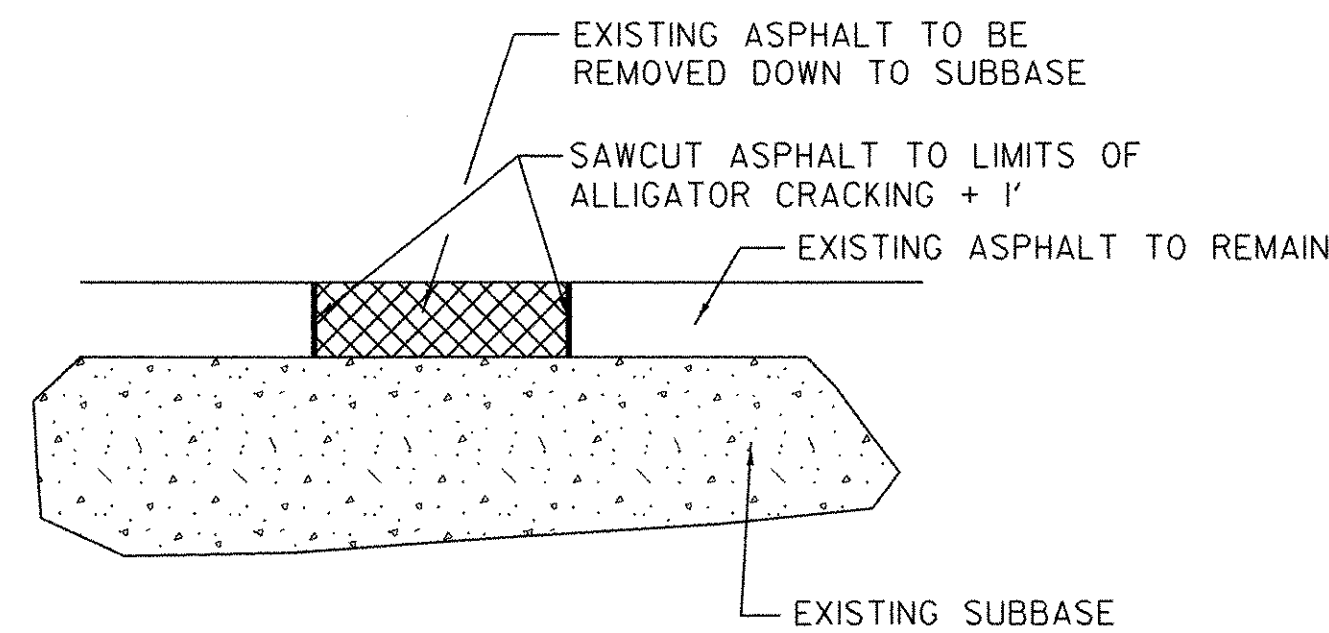 EXISTING ASPHALT TO BE
REMOVED DOWN TO SUBBASE
SAWCUT ASPHALT TO LIMITS OF
ALLIGATOR CRACKING + 1'
EXISTING ASPHALT TO REMAIN
EXISTING SUBBASE